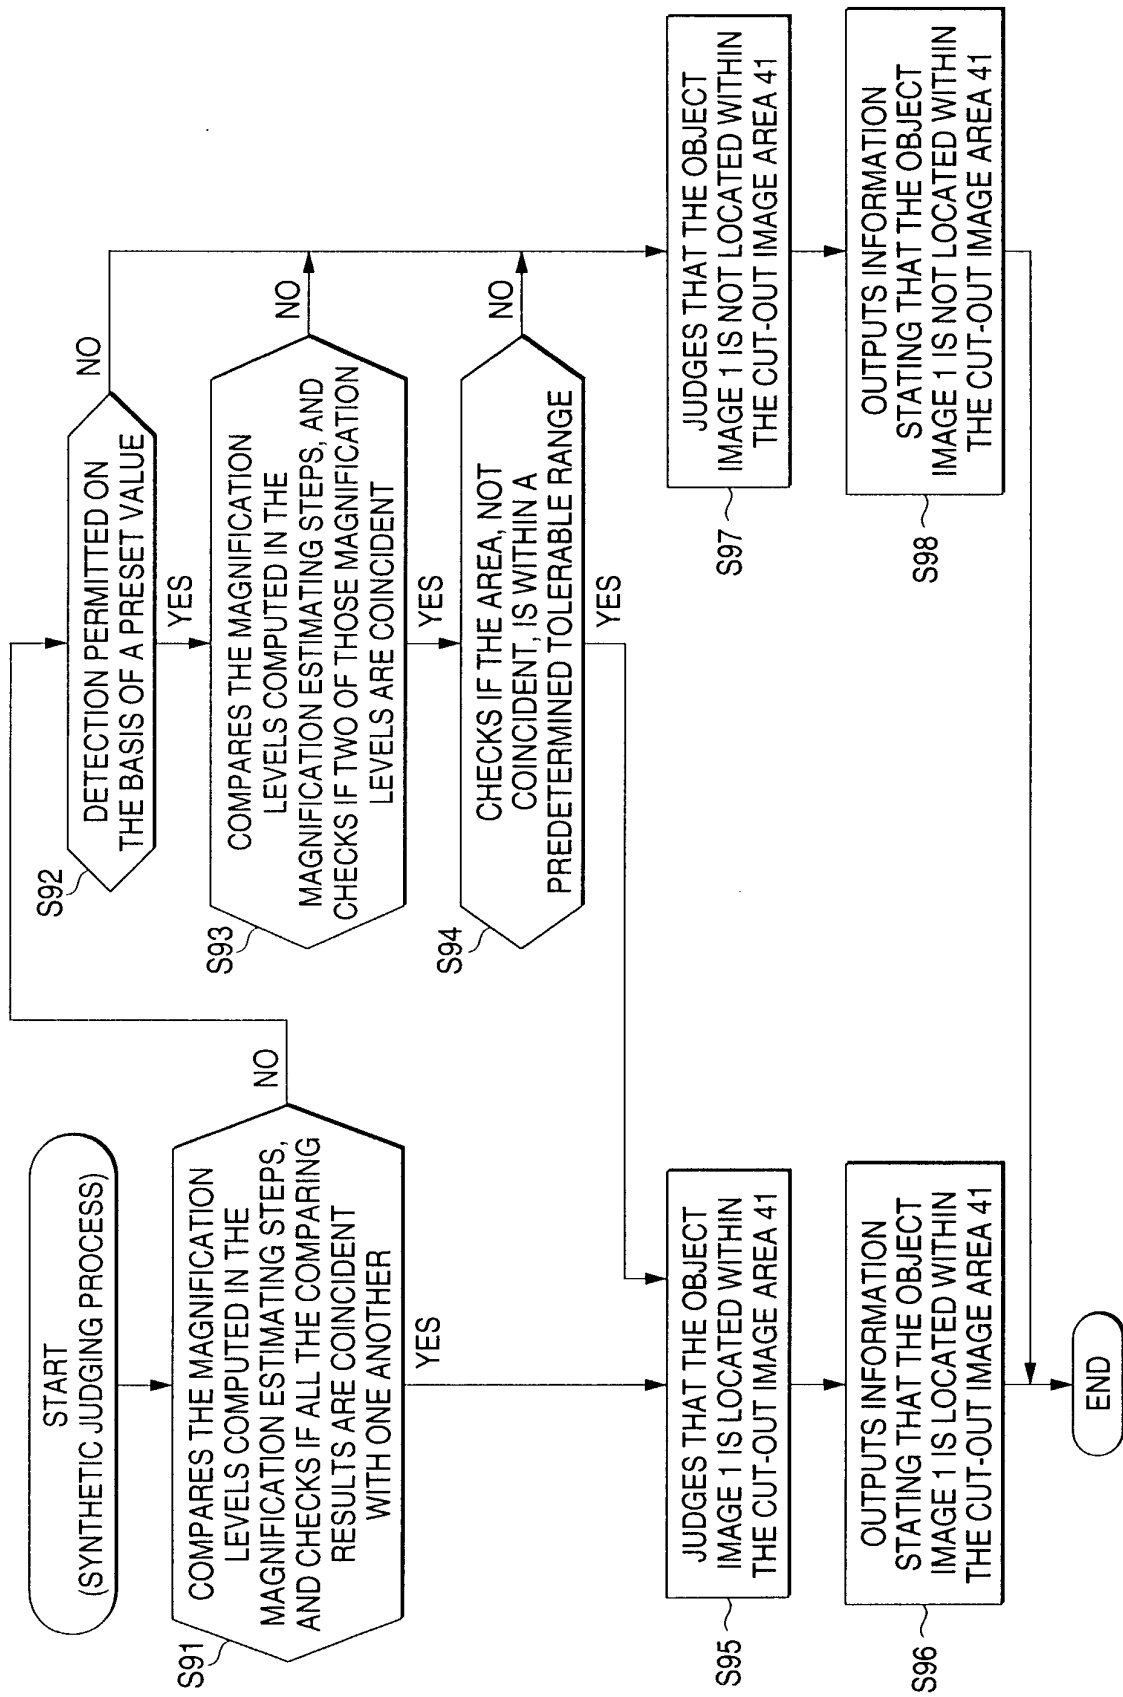 START
(SYNTHETIC JUDGING PROCESS)
S91
COMPARES THE MAGNIFICATION
LEVELS COMPUTED IN THE
MAGNIFICATION ESTIMATING STEPS,
AND CHECKS IF ALL THE COMPARING
RESULTS ARE COINCIDENT
WITH ONE ANOTHER
NO
YES
S92
DETECTION PERMITTED ON
THE BASIS OF A PRESET VALUE
NO
YES
S93
COMPARES THE MAGNIFICATION
LEVELS COMPUTED IN THE
MAGNIFICATION ESTIMATING STEPS, AND
CHECKS IF TWO OF THOSE MAGNIFICATION
LEVELS ARE COINCIDENT
NO
YES
S94
CHECKS IF THE AREA, NOT
COINCIDENT, IS WITHIN A
PREDETERMINED TOLERABLE RANGE
NO
YES
S95
JUDGES THAT THE OBJECT
IMAGE 1 IS LOCATED WITHIN
THE CUT-OUT IMAGE AREA 41
S96
OUTPUTS INFORMATION
STATING THAT THE OBJECT
IMAGE 1 IS LOCATED WITHIN
THE CUT-OUT IMAGE AREA 41
S97
JUDGES THAT THE OBJECT
IMAGE 1 IS NOT LOCATED WITHIN
THE CUT-OUT IMAGE AREA 41
S98
OUTPUTS INFORMATION
STATING THAT THE OBJECT
IMAGE 1 IS NOT LOCATED WITHIN
THE CUT-OUT IMAGE AREA 41
END